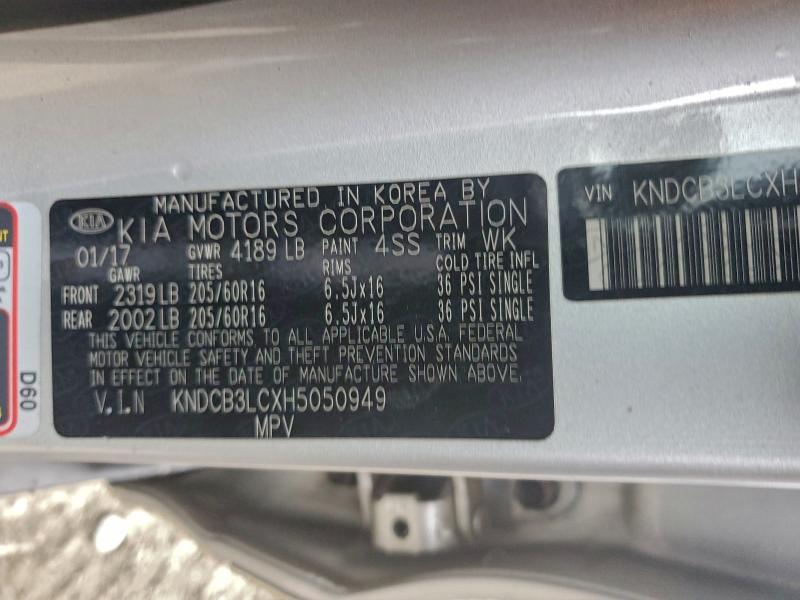 MANUFACTURED IN KOREA BY
KIA KIA MOTORS CORPORATION
01/17 GVWR 4189 LB PAINT 4SS TRIM WK
GAWR TIRES RIMS COLD TIRE INFL
FRONT 2319 LB 205/60R16 6.5Jx16 36 PSI SINGLE
REAR 2002 LB 205/60R16 6.5Jx16 36 PSI SINGLE
THIS VEHICLE CONFORMS TO ALL APPLICABLE U.S.A. FEDERAL
MOTOR VEHICLE SAFETY AND THEFT PREVENTION STANDARDS
IN EFFECT ON THE DATE OF MANUFACTURE SHOWN ABOVE.
V.I.N KNDCB3LCXH5050949
MPV
VIN KNDCB3LCXH
D60